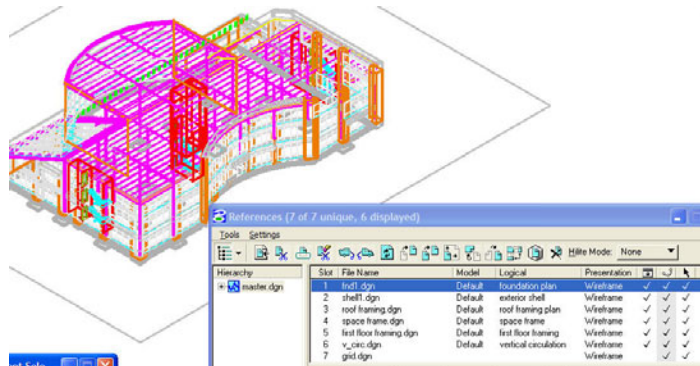 References (7 of 7 unique, 6 displayed)
Tools Settings
Hilite Mode: None
Hierarchy
master.dgn
Slot File Name Model Logical Presentation
1 fnd1.dgn Default foundation plan Wireframe
2 shell1.dgn Default exterior shell Wireframe
3 roof framing.dgn Default roof framing plan Wireframe
4 space frame.dgn Default space frame Wireframe
5 first floor framing.dgn Default first floor framing Wireframe
6 v_circ.dgn Default vertical circulation Wireframe
7 grid.dgn Wireframe